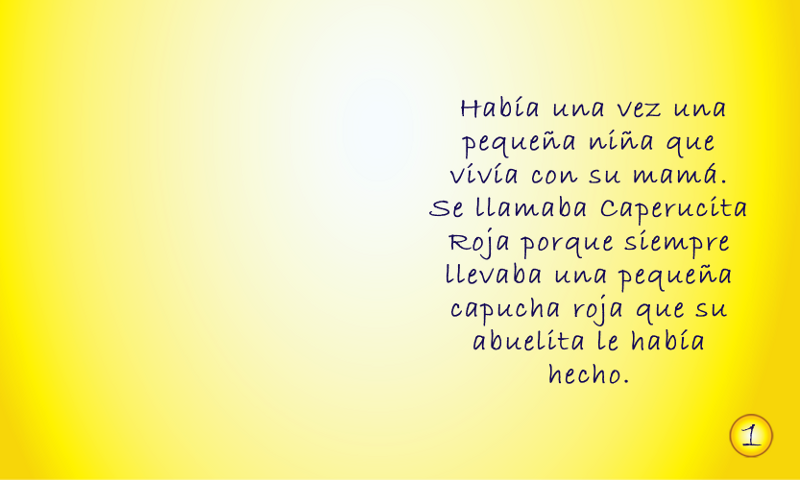 Había una vez una
pequeña niña que
vivía con su mamá.
Se llamaba Caperucita
Roja porque siempre
llevaba una pequeña
capucha roja que su
abuelita le había
hecho.
1